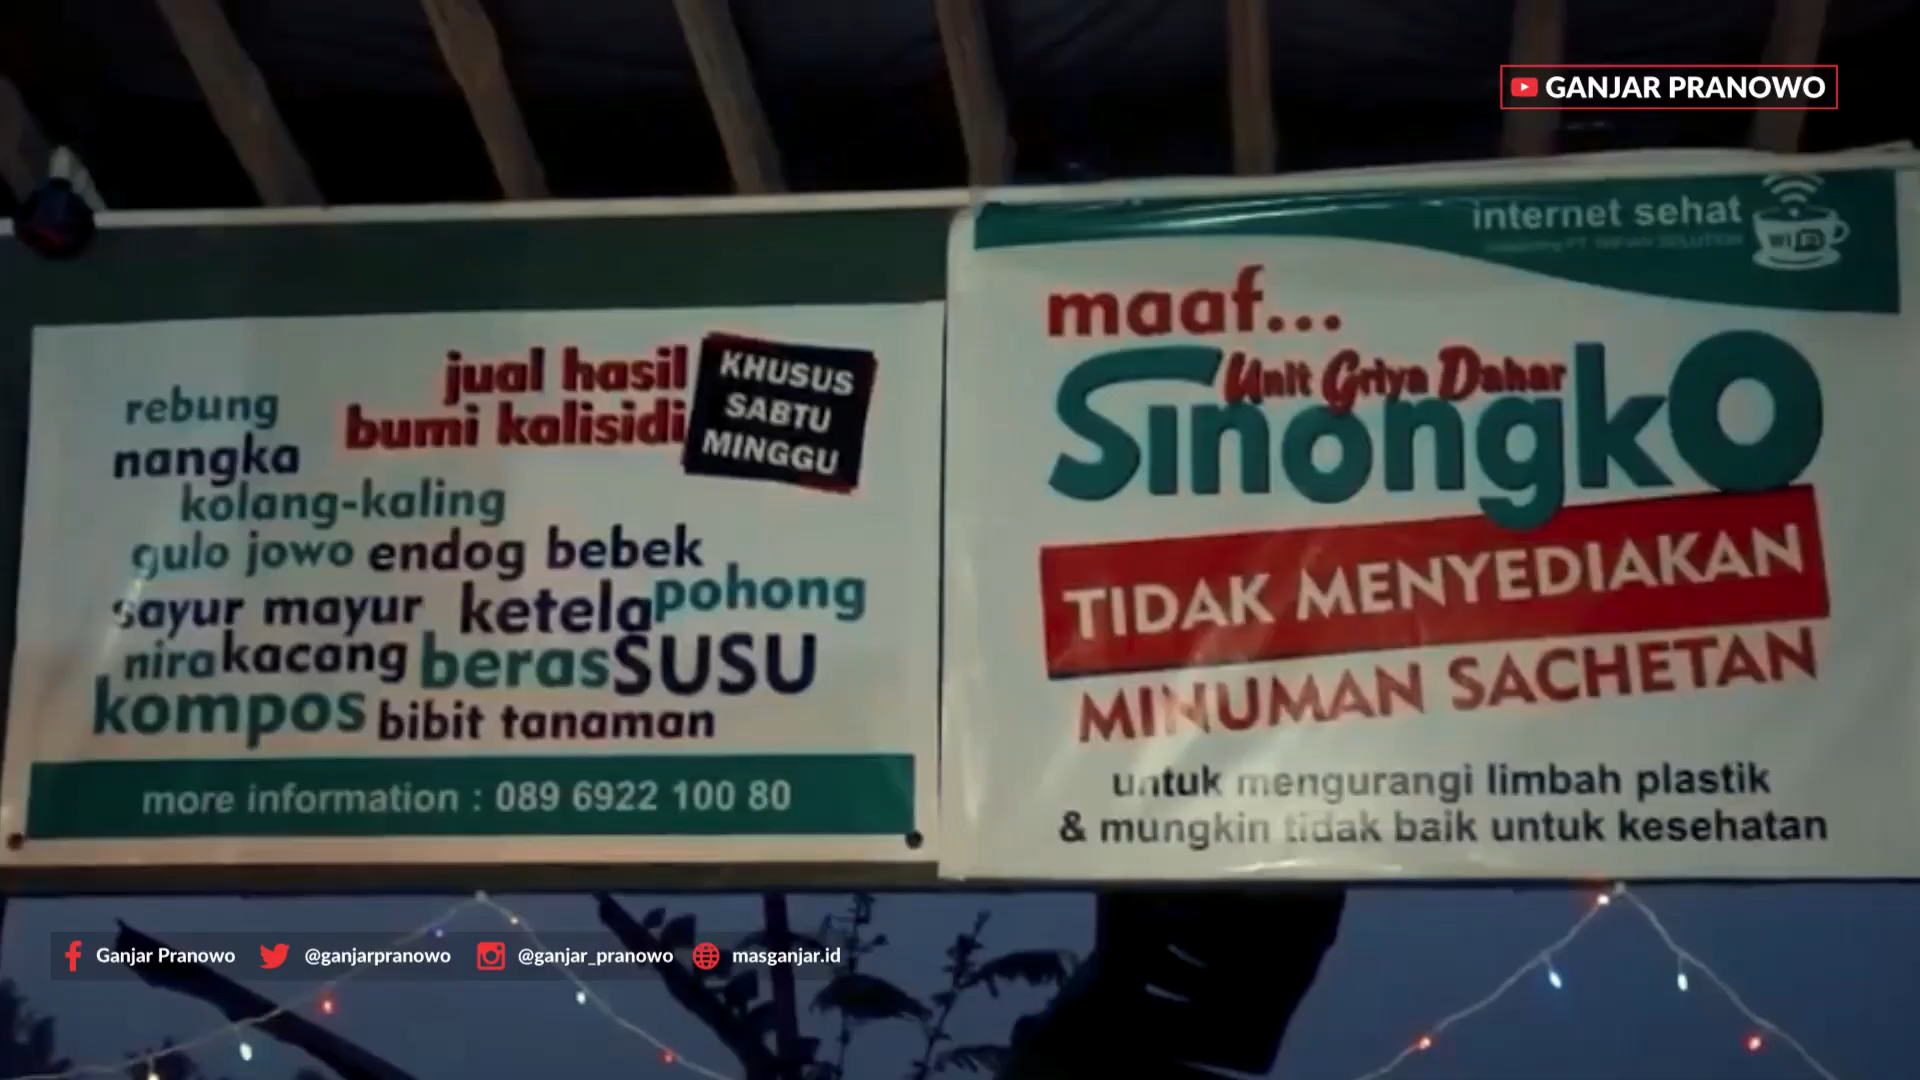 GANJAR PRANOWO
jual hasil
bumi kalisidi
KHUSUS
SABTU
MINGGU
rebung
nangka
kolang-kaling
gulo jowo endog bebek
sayur mayur ketela pohong
nira kacang beras SUSU
kompos bibit tanaman
more information : 089 6922 100 80
internet sehat
WiFi
maaf...
Unit Griya Dahar
Sinongko
TIDAK MENYEDIAKAN
MINUMAN SACHETAN
untuk mengurangi limbah plastik
& mungkin tidak baik untuk kesehatan
Ganjar Pranowo @ganjarpranowo @ganjar_pranowo masganjar.id